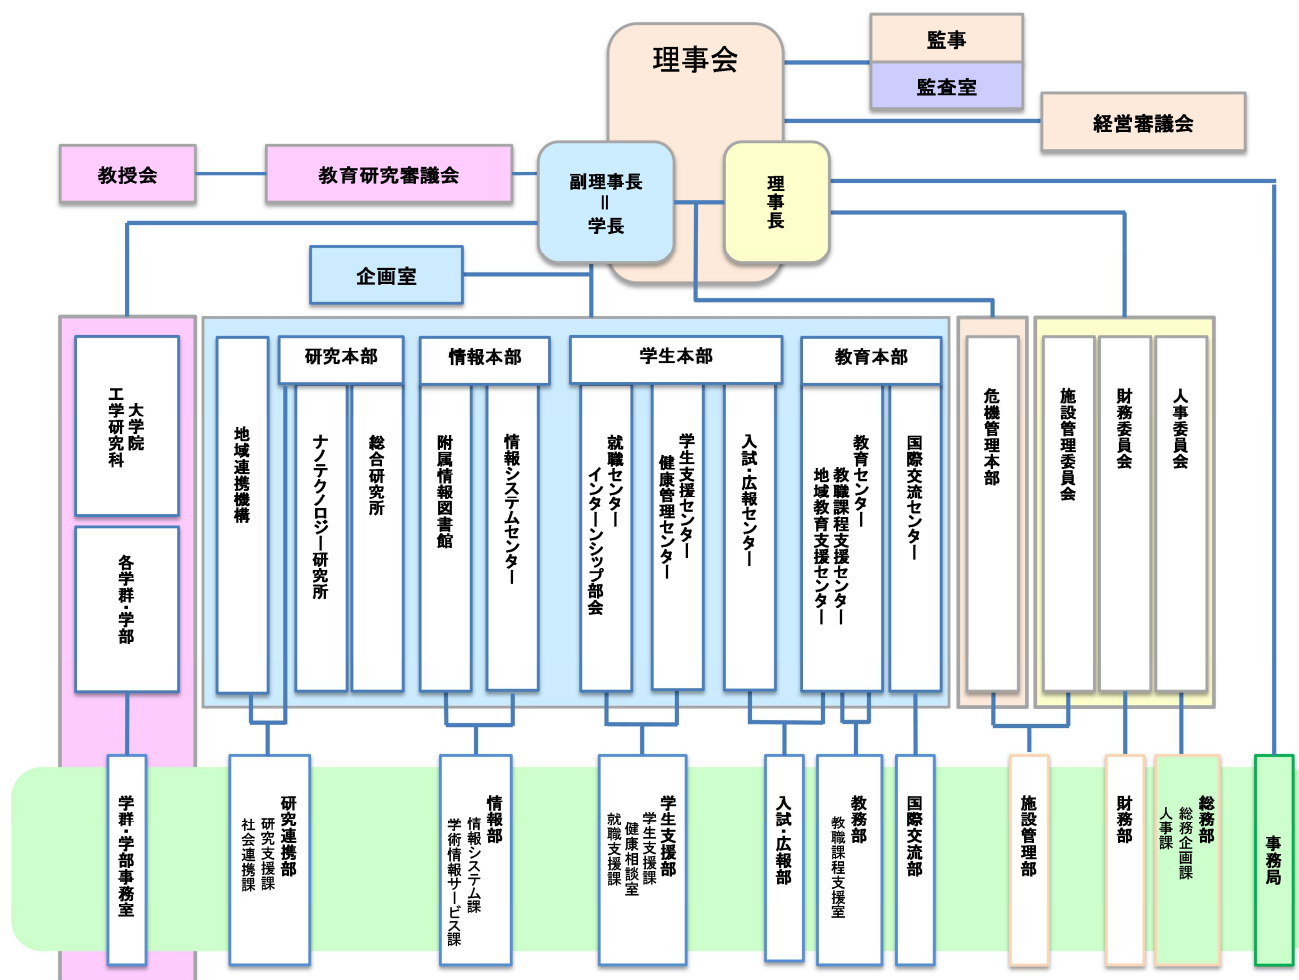 理事会
監事
監査室
経営審議会
教授会
教育研究審議会
副理事長
＝
学長
理事長
企画室
大学院
工学研究科
各学群・学部
地域連携機構
研究本部
ナノテクノロジー研究所
総合研究所
情報本部
附属情報図書館
情報システムセンター
学生本部
就職センター
インターンシップ部会
学生支援センター
健康管理センター
入試・広報センター
教育本部
教育センター
教職課程支援センター
地域教育支援センター
国際交流センター
危機管理本部
施設管理委員会
財務委員会
人事委員会
学群・学部事務室
研究連携部
研究支援課
社会連携課
情報部
情報システム課
学術情報サービス課
学生支援部
学生支援課
健康相談室
就職支援課
入試・広報部
教務部
教職課程支援室
国際交流部
施設管理部
財務部
総務部
総務企画課
人事課
事務局